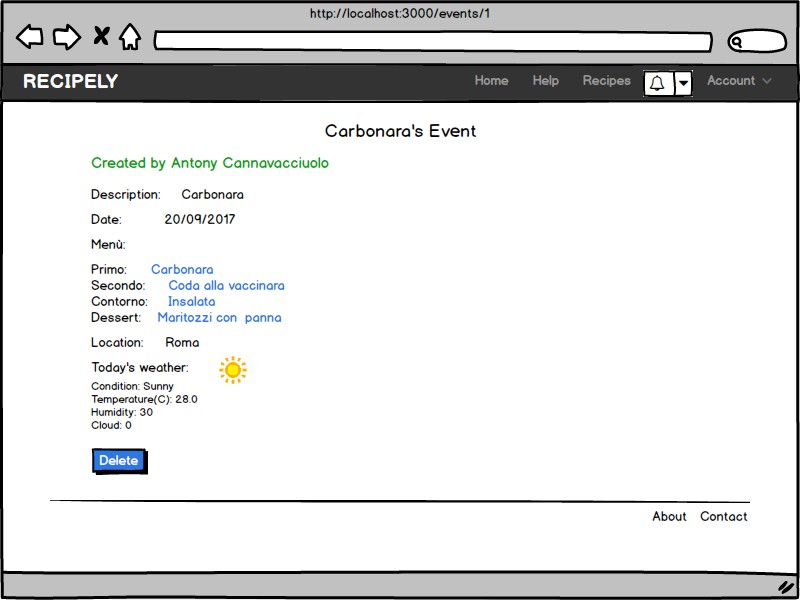 http://localhost:3000/events/1
RECIPELY Home Help Recipes Account
Carbonara's Event
Created by Antony Cannavacciuolo
Description: Carbonara
Date: 20/09/2017
Menù:
Primo: Carbonara
Secondo: Coda alla vaccinara
Contorno: Insalata
Dessert: Maritozzi con panna
Location: Roma
Today's weather:
Condition: Sunny
Temperature(C): 28.0
Humidity: 30
Cloud: 0
Delete
About Contact